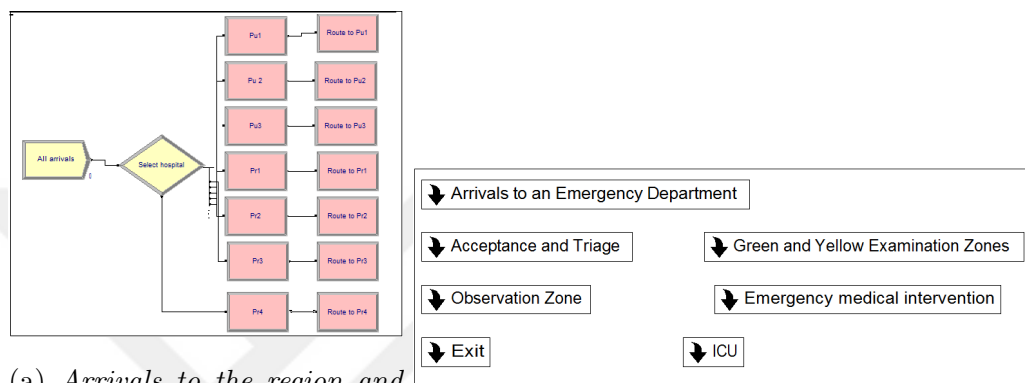 All arrivals
Select hospital
Pu1
Route to Pu1
Pu 2
Route to Pu2
Pu3
Route to Pu3
Pr1
Route to Pr1
Pr2
Route to Pr2
Pr3
Route to Pr3
Pr4
Route to Pr4
(a) Arrivals to the region and
Arrivals to an Emergency Department
Acceptance and Triage
Green and Yellow Examination Zones
Observation Zone
Emergency medical intervention
Exit
ICU